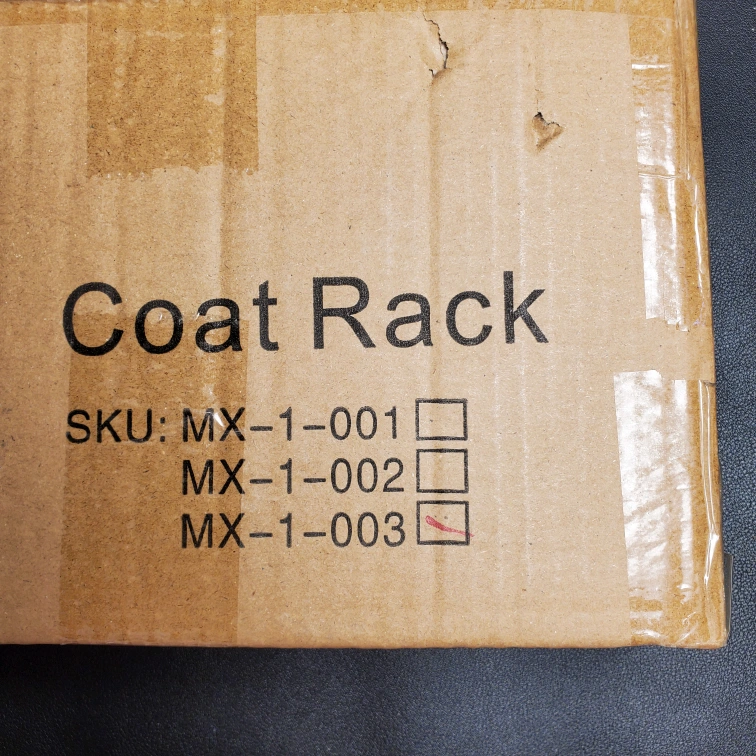 Coat Rack
SKU: MX-1-001
MX-1-002
MX-1-003